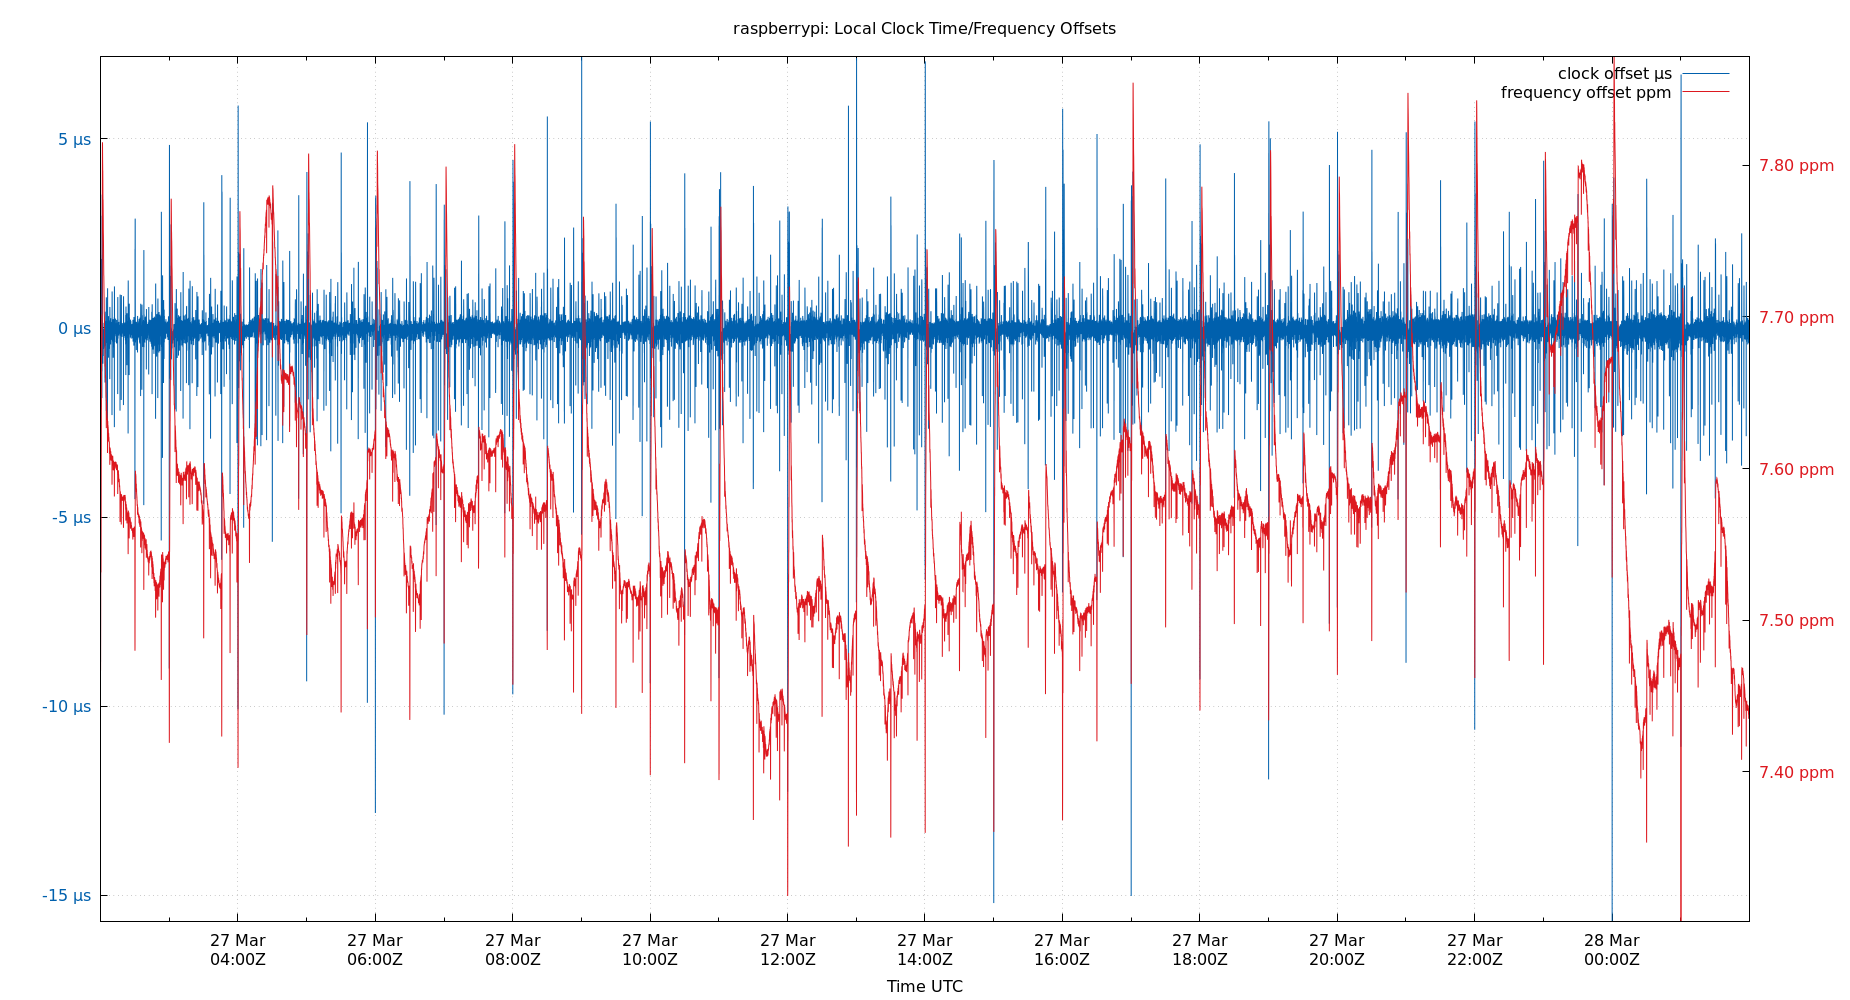 raspberrypi: Local Clock Time/Frequency Offsets
clock offset µs
frequency offset ppm
5 µs
0 µs
-5 µs
-10 µs
-15 µs
7.80 ppm
7.70 ppm
7.60 ppm
7.50 ppm
7.40 ppm
27 Mar 27 Mar 27 Mar 27 Mar 27 Mar 27 Mar 27 Mar 27 Mar 27 Mar 27 Mar 28 Mar
04:00Z 06:00Z 08:00Z 10:00Z 12:00Z 14:00Z 16:00Z 18:00Z 20:00Z 22:00Z 00:00Z
Time UTC